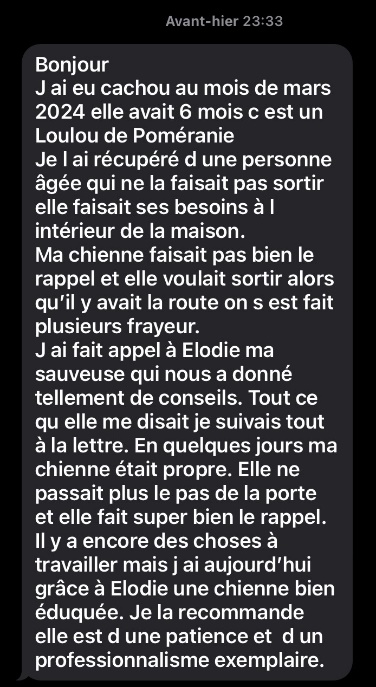 Avant-hier 23:33
Bonjour
J ai eu cachou au mois de mars
2024 elle avait 6 mois c est un
Loulou de Poméranie
Je l ai récupéré d une personne
âgée qui ne la faisait pas sortir
elle faisait ses besoins à l
intérieur de la maison.
Ma chienne faisait pas bien le
rappel et elle voulait sortir alors
qu’il y avait la route on s est fait
plusieurs frayeur.
J ai fait appel à Elodie ma
sauveuse qui nous a donné
tellement de conseils. Tout ce
qu elle me disait je suivais tout
à la lettre. En quelques jours ma
chienne était propre. Elle ne
passait plus le pas de la porte
et elle fait super bien le rappel.
Il y a encore des choses à
travailler mais j ai aujourd’hui
grâce à Elodie une chienne bien
éduquée. Je la recommande
elle est d une patience et  d un
professionnalisme exemplaire.